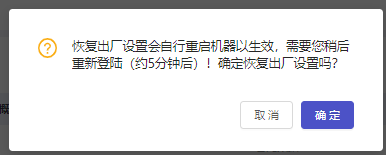 恢复出厂设置会自行重启机器以生效，需要您稍后
重新登陆（约5分钟后）！确定恢复出厂设置吗？
取消
确定